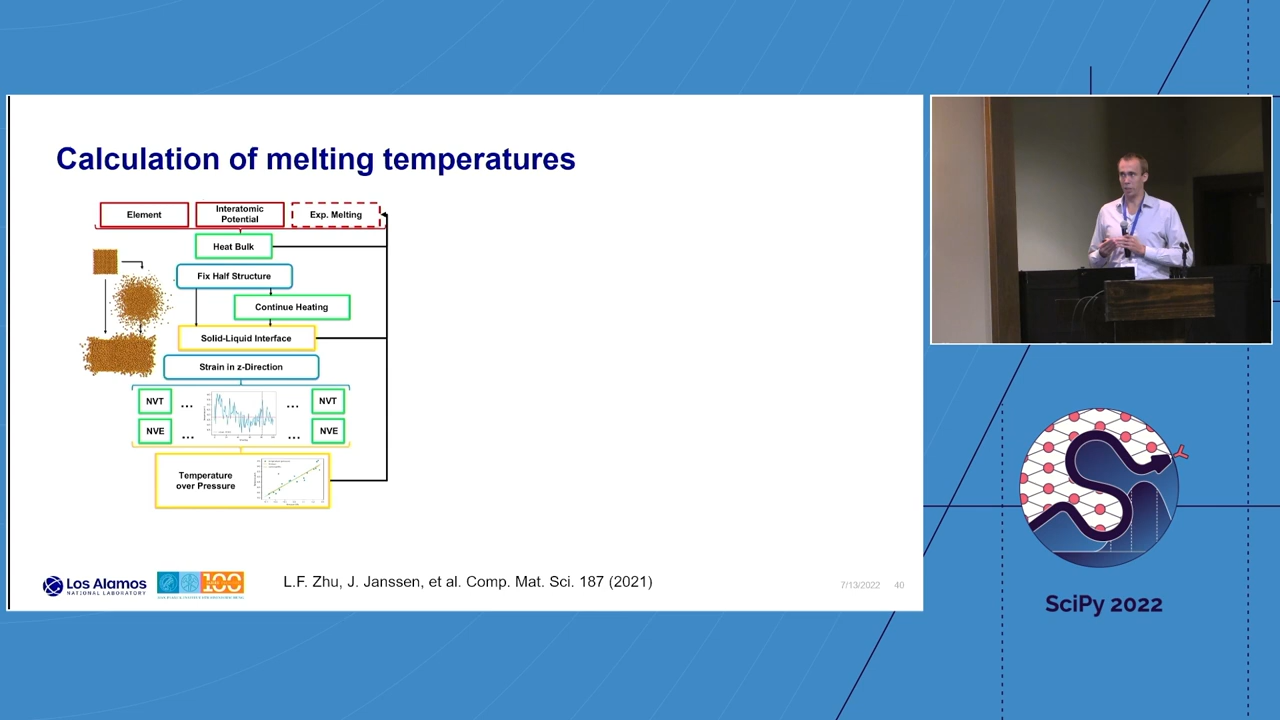 Calculation of melting temperatures
Element
Interatomic
Potential
Exp. Melting
Heat Bulk
Fix Half Structure
Continue Heating
Solid-Liquid Interface
Strain in z-Direction
NVT
...
...
NVT
NVE
...
...
NVE
Temperature
over Pressure
Los Alamos
NATIONAL LABORATORY
100
L.F. Zhu, J. Janssen, et al. Comp. Mat. Sci. 187 (2021)
7/13/2022
40
SciPy 2022